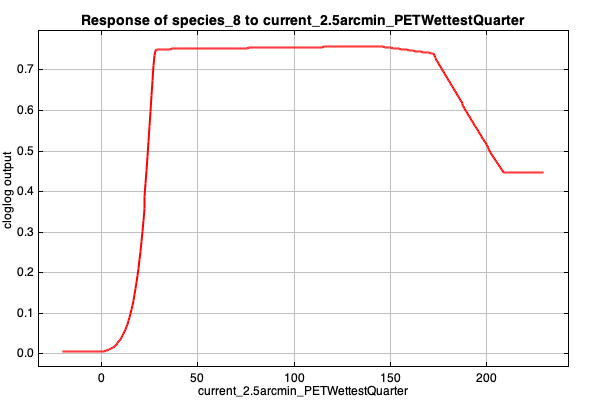 Response of species_8 to current_2.5arcmin_PETWettestQuarter
cloglog output
0.7
0.6
0.5
0.4
0.3
0.2
0.1
0.0
0 50 100 150 200
current_2.5arcmin_PETWettestQuarter